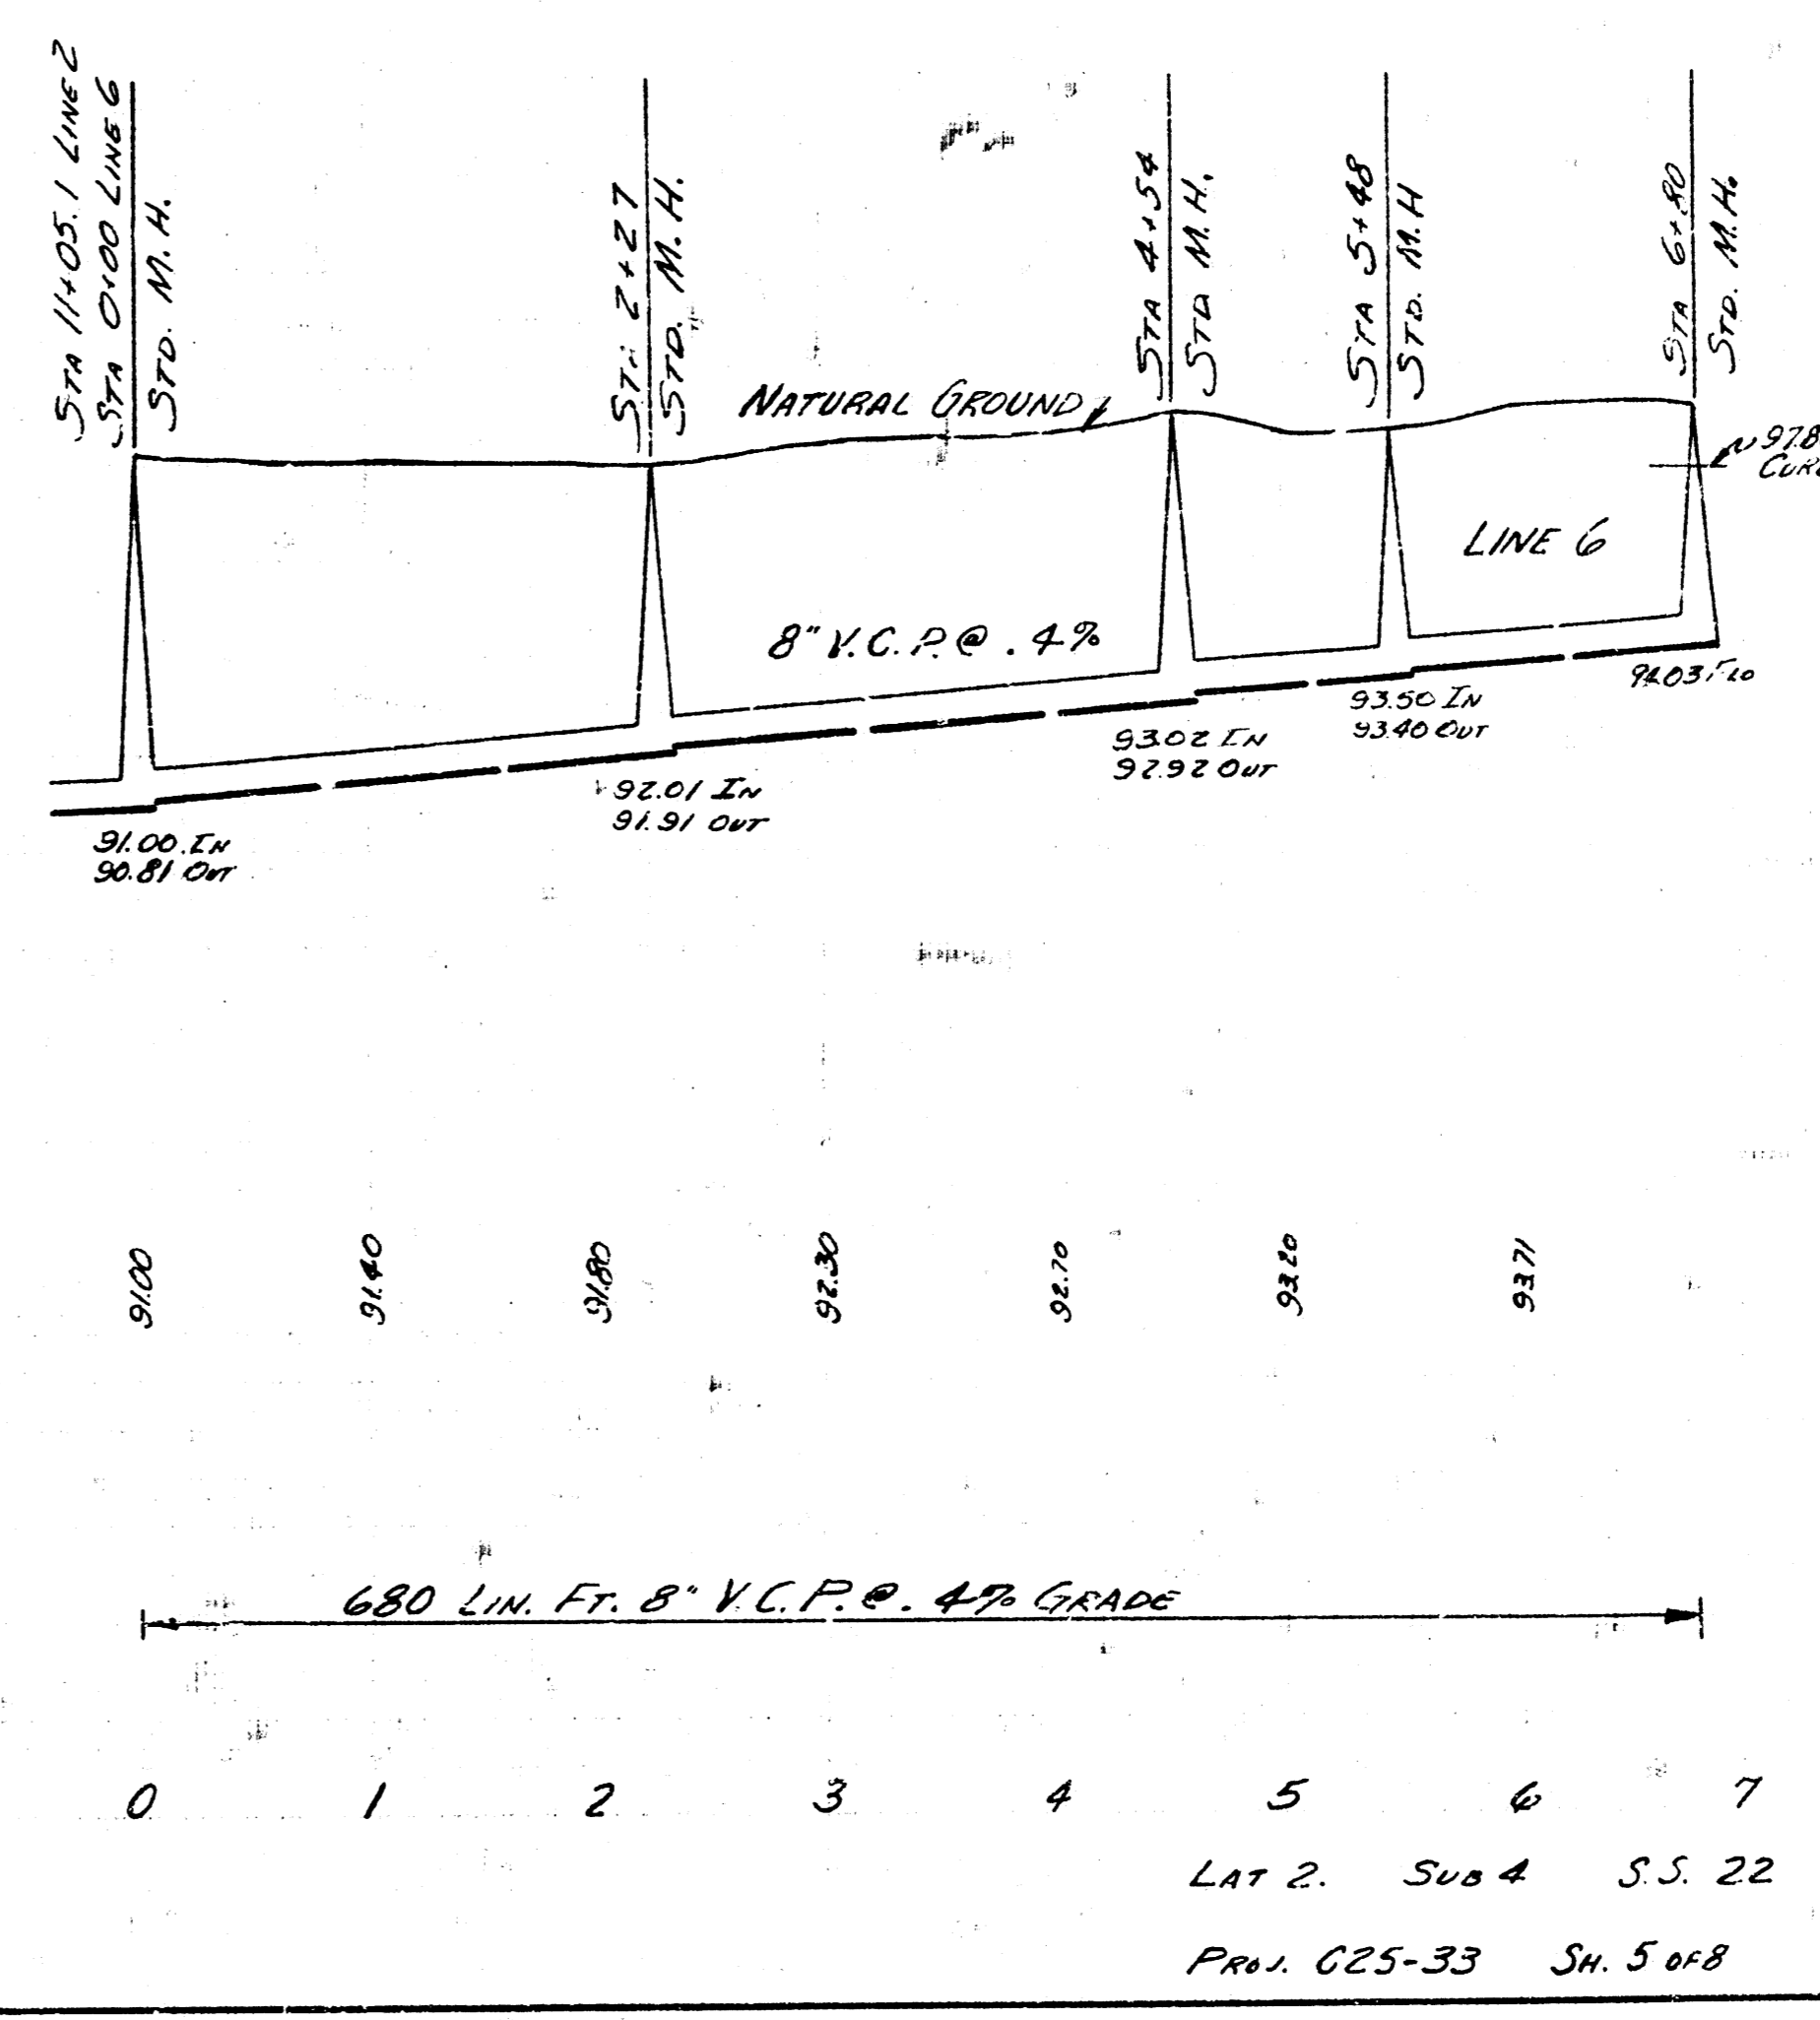 STA 11+05.1 LINE 2
STA 0+00 LINE 6
STD. M. H.
STA 2+27
STD. M. H.
STA 4+54
STD M. H.
STA 5+48
STD. M. H
STA 6+80
STD. M. H.
NATURAL GROUND
97.8
LINE 6
8" V. C. P. @ .4%
94.03 FLO
93.50 IN
93.40 OUT
93.02 IN
92.92 OUT
92.01 IN
91.91 OUT
91.00 IN
90.81 OUT
91.00
91.40
91.80
92.30
92.70
93.20
93.71
680 LIN. FT. 8" V. C. P. @ .4% GRADE
0 1 2 3 4 5 6 7
LAT 2. SUB 4 S.S. 22
PROJ. C25-33 SH. 5 OF 8